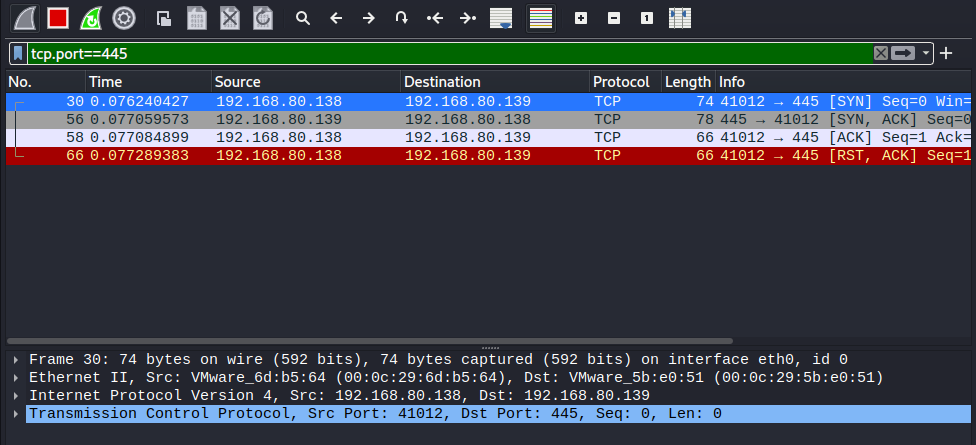 tcp.port==445
No. Time Source Destination Protocol Length Info
30 0.076240427 192.168.80.138 192.168.80.139 TCP 74 41012 → 445 [SYN] Seq=0 Win=
56 0.077059573 192.168.80.139 192.168.80.138 TCP 78 445 → 41012 [SYN, ACK] Seq=0
58 0.077084899 192.168.80.138 192.168.80.139 TCP 66 41012 → 445 [ACK] Seq=1 Ack=
66 0.077289383 192.168.80.138 192.168.80.139 TCP 66 41012 → 445 [RST, ACK] Seq=1
Frame 30: 74 bytes on wire (592 bits), 74 bytes captured (592 bits) on interface eth0, id 0
Ethernet II, Src: VMware_6d:b5:64 (00:0c:29:6d:b5:64), Dst: VMware_5b:e0:51 (00:0c:29:5b:e0:51)
Internet Protocol Version 4, Src: 192.168.80.138, Dst: 192.168.80.139
Transmission Control Protocol, Src Port: 41012, Dst Port: 445, Seq: 0, Len: 0